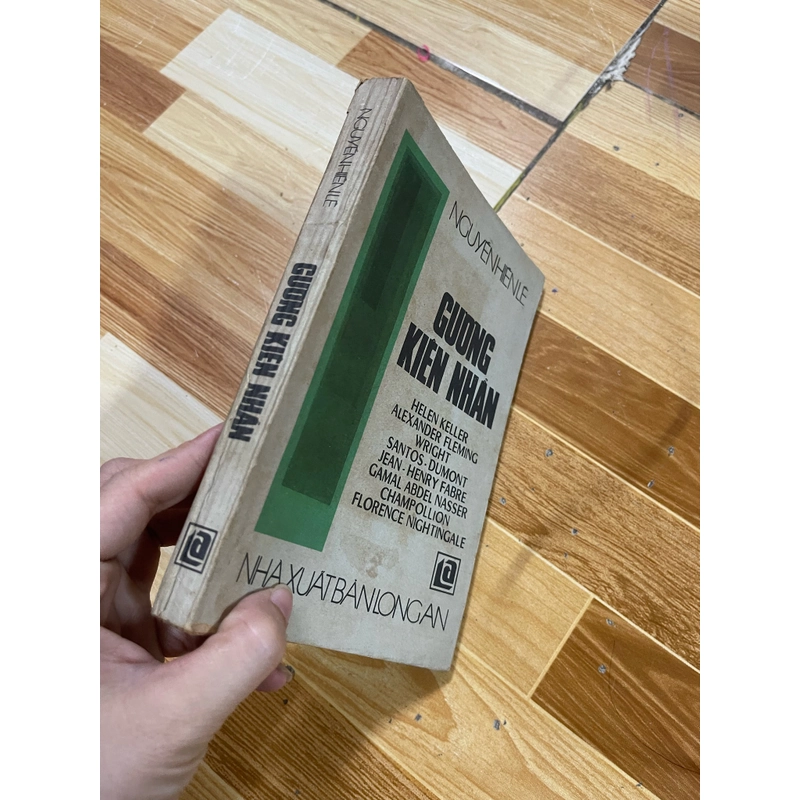 NGUYỄN HIẾN LÊ
GƯƠNG KIÊN NHẪN
NGUYỄN HIẾN LÊ
GƯƠNG
KIÊN NHẪN
HELEN KELLER
ALEXANDER FLEMING
WRIGHT
SANTOS - DUMONT
JEAN - HENRY FABRE
GAMAL ABDEL NASSER
CHAMPOLLION
FLORENCE NIGHTINGALE
NHÀ XUẤT BẢN LONG AN